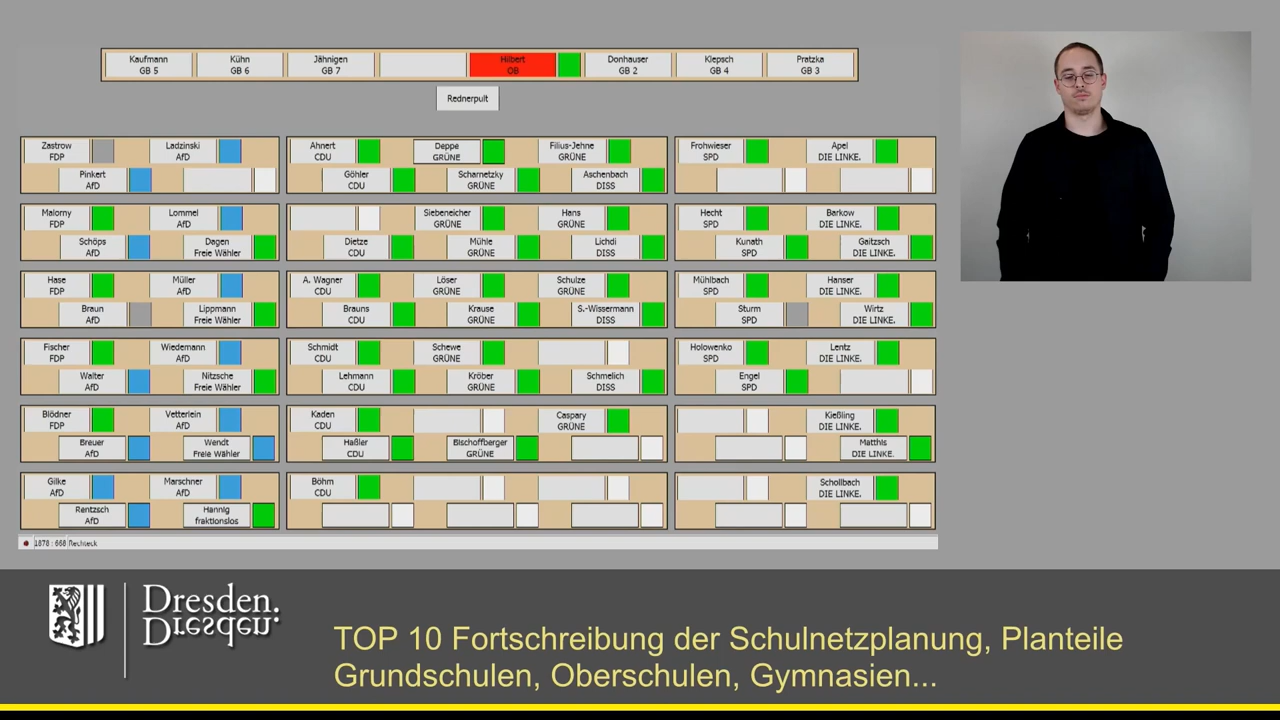 Kaufmann
GB 5
Kühn
GB 6
Jähnigen
GB 7
Hilbert
OB
Donhauser
GB 2
Klepsch
GB 4
Pratzka
GB 3
Rednerpult
Zastrow
FDP
Ladzinski
AfD
Pinkert
AfD
Ahnert
CDU
Deppe
GRÜNE
Filius-Jehne
GRÜNE
Göhler
CDU
Scharnetzky
GRÜNE
Aschenbach
DISS
Frohwieser
SPD
Apel
DIE LINKE.
Malorny
FDP
Lommel
AfD
Schöps
AfD
Dagen
Freie Wähler
Siebeneicher
GRÜNE
Hans
GRÜNE
Dietze
CDU
Mühle
GRÜNE
Lichdi
DISS
Hecht
SPD
Barkow
DIE LINKE.
Kunath
SPD
Gaitzsch
DIE LINKE.
Hase
FDP
Müller
AfD
Braun
AfD
Lippmann
Freie Wähler
A. Wagner
CDU
Löser
GRÜNE
Schulze
GRÜNE
Brauns
CDU
Krause
GRÜNE
S.-Wissermann
DISS
Mühlbach
SPD
Hanser
DIE LINKE.
Sturm
SPD
Wirtz
DIE LINKE.
Fischer
FDP
Wiedemann
AfD
Walter
AfD
Nitzsche
Freie Wähler
Schmidt
CDU
Schewe
GRÜNE
Lehmann
CDU
Kröber
GRÜNE
Schmelich
DISS
Holowenko
SPD
Lentz
DIE LINKE.
Engel
SPD
Blödner
FDP
Vetterlein
AfD
Breuer
AfD
Wendt
Freie Wähler
Kaden
CDU
Caspary
GRÜNE
Haßler
CDU
Bischoffberger
GRÜNE
Kießling
DIE LINKE.
Matthis
DIE LINKE.
Gilke
AfD
Marschner
AfD
Rentzsch
AfD
Hannig
fraktionslos
Böhm
CDU
Schollbach
DIE LINKE.
1878 : 668 Rechteck
Dresden.
Dresden.
TOP 10 Fortschreibung der Schulnetzplanung, Planteile
Grundschulen, Oberschulen, Gymnasien...